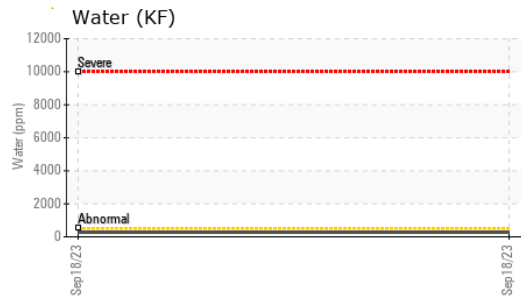 Water (KF)
12000
10000
8000
6000
4000
2000
0
Water (ppm)
Severe
Abnormal
Sep18/23
Sep18/23